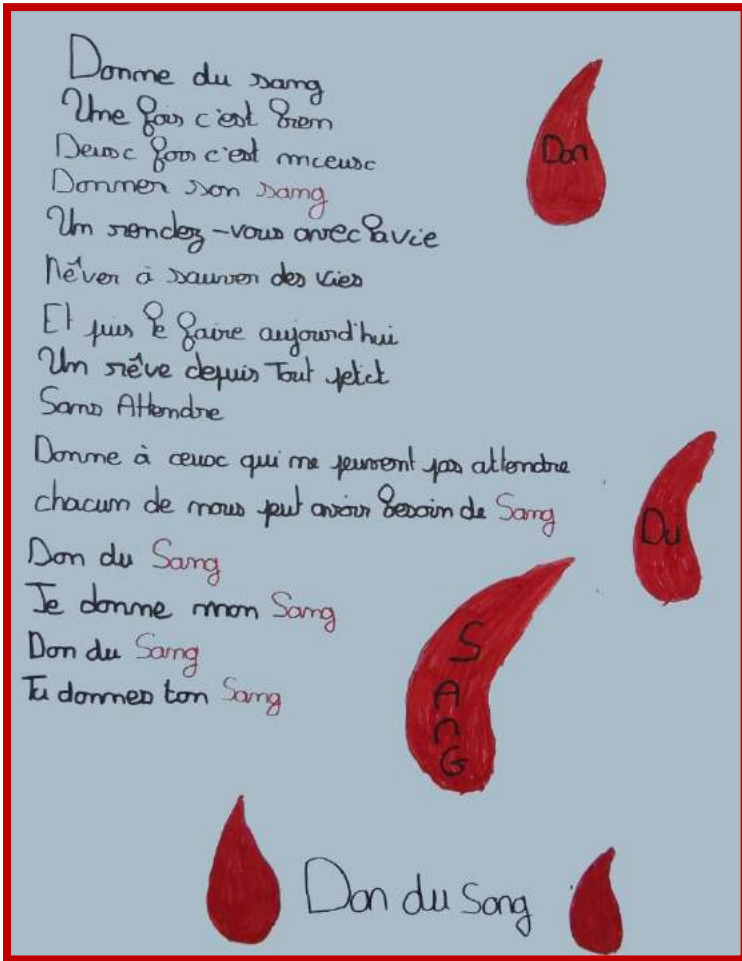 Donne du sang
Une fois c'est bien
Deux fois c'est mieux
Donner son sang
Un rendez-vous avec la vie
Rêver à sauver des vies
Et puis le faire aujourd'hui
Un rêve depuis Tout petit
Sans Attendre
Donne à ceux qui ne peuvent pas attendre
chacun de nous peut avoir besoin de Sang
Don du Sang
Je donne mon Sang
Don du Sang
Tu donnes ton Sang
Don
Du
SANG
Don du Sang